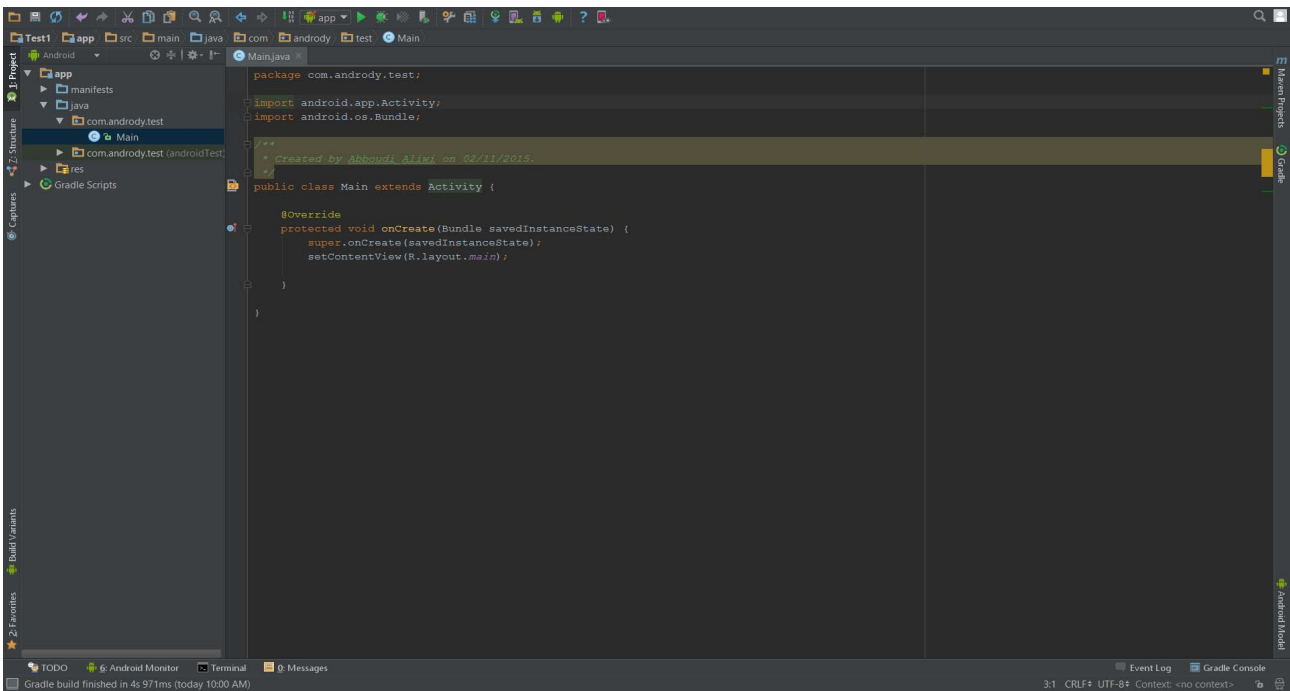 app
Test1 app src main java com andrody test Main
Android
Main.java
1: Project
Z: Structure
Captures
Build Variants
2: Favorites
app
manifests
java
com.andrody.test
Main
com.andrody.test (androidTest)
res
Gradle Scripts
package com.andrody.test;
import android.app.Activity;
import android.os.Bundle;
/**
* Created by Abboudi_Aliwi on 02/11/2015.
*/
public class Main extends Activity {
@Override
protected void onCreate(Bundle savedInstanceState) {
super.onCreate(savedInstanceState);
setContentView(R.layout.main);
}
}
m
Maven Projects
Gradle
Android Model
TODO 6: Android Monitor Terminal 0: Messages Event Log Gradle Console
Gradle build finished in 4s 971ms (today 10:00 AM) 3:1 CRLF UTF-8 Context: <no context>